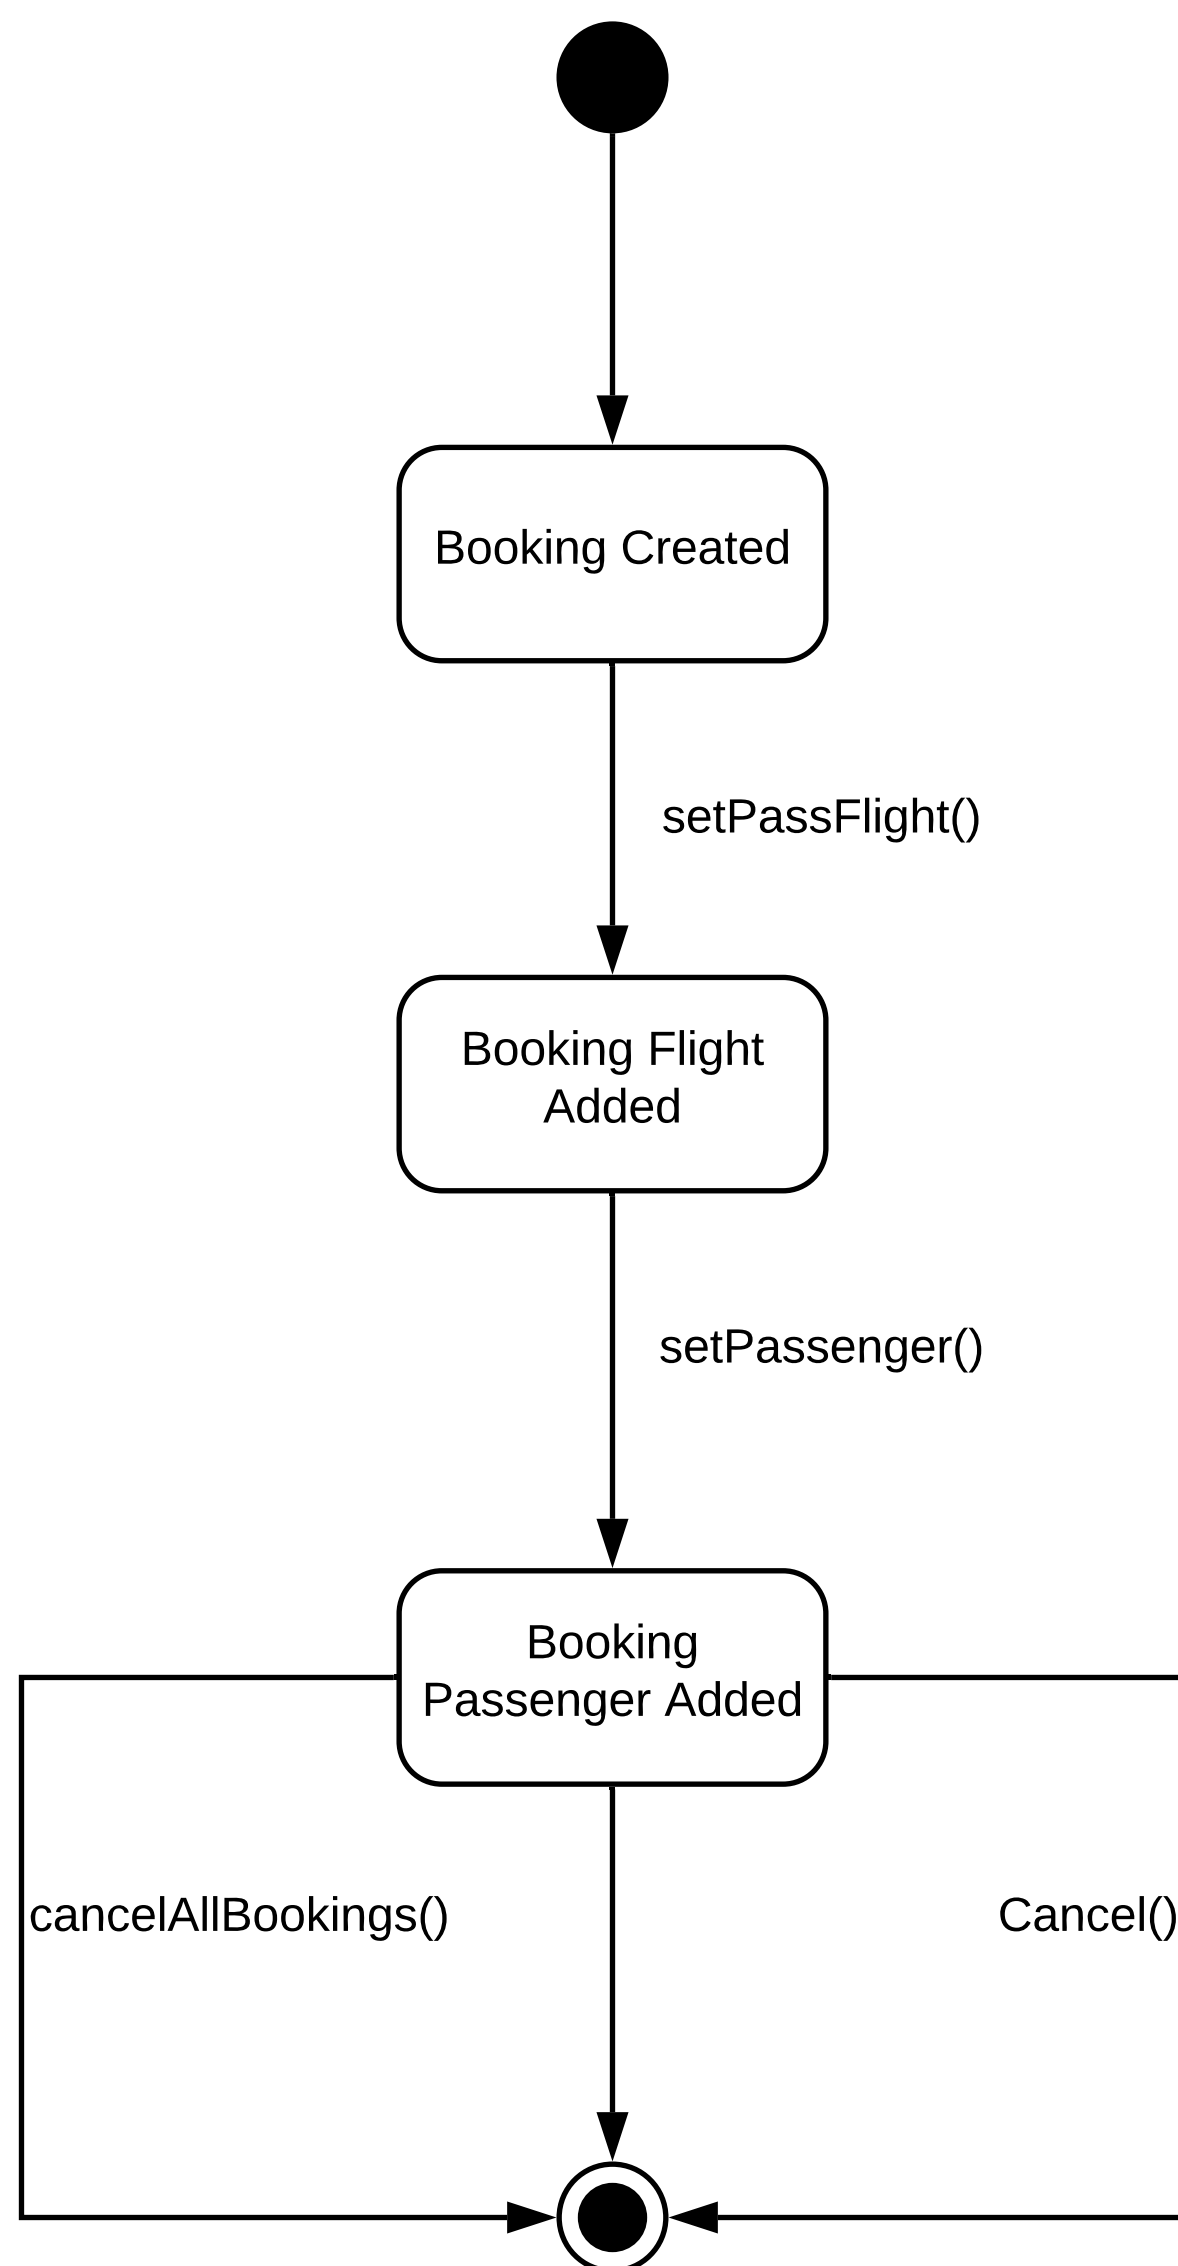 Booking Created
setPassFlight()
Booking Flight
Added
setPassenger()
Booking
Passenger Added
cancelAllBookings()
Cancel()